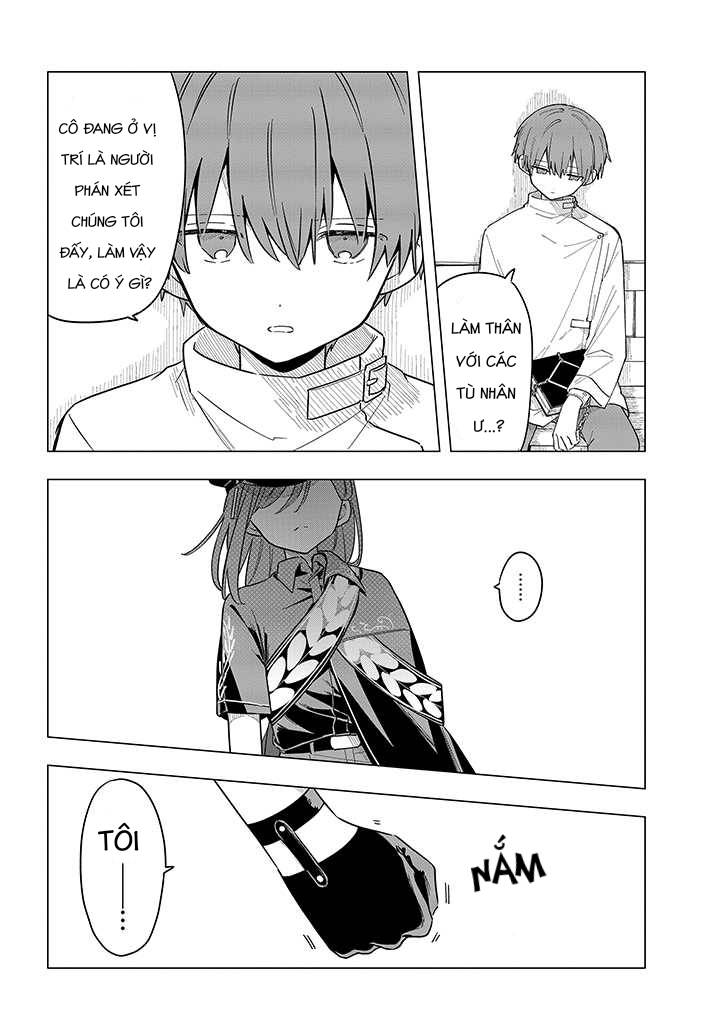 LÀM THÂN
VỚI CÁC
TÙ NHÂN
Ư...?
CÔ ĐANG Ở VỊ
TRÍ LÀ NGƯỜI
PHÁN XÉT
CHÚNG TÔI
ĐẤY, LÀM VẬY
LÀ CÓ Ý GÌ?
......
NẮM
TÔI
—...